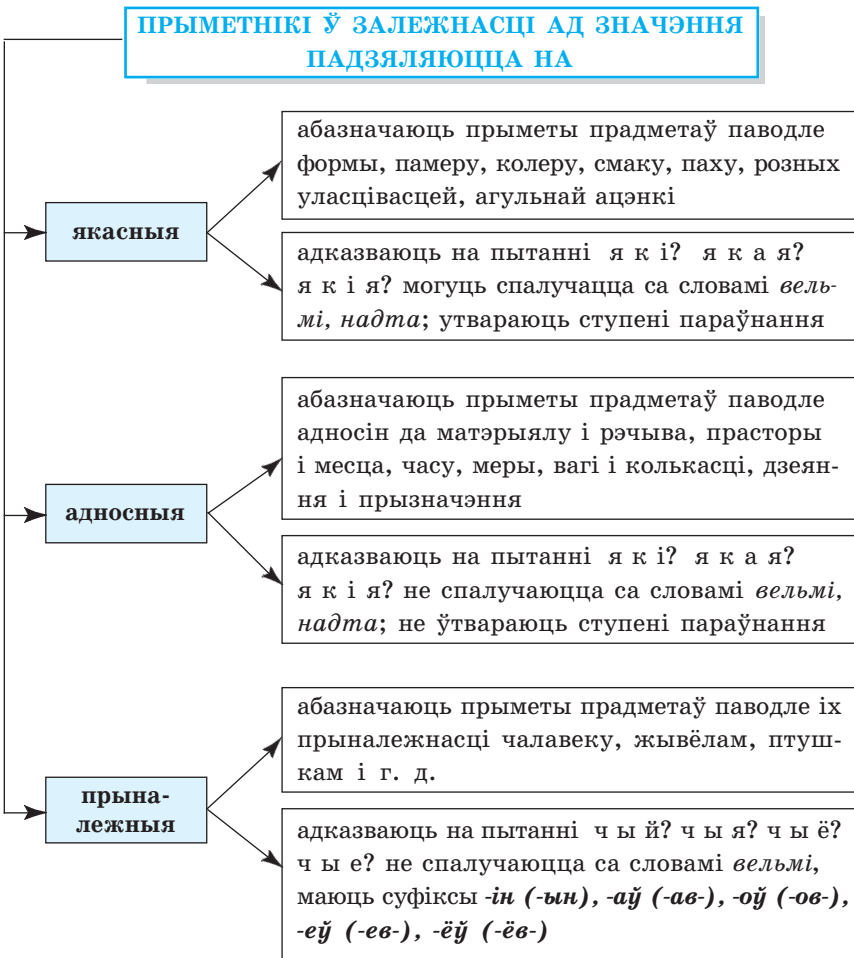 ПРЫМЕТНІКІ Ў ЗАЛЕЖНАСЦІ АД ЗНАЧЭННЯ
ПАДЗЯЛЯЮЦЦА НА
якасныя
абазначаюць прыметы прадметаў паводле
формы, памеру, колеру, смаку, паху, розных
уласцівасцей, агульнай ацэнкі
адказваюць на пытанні я к і? я к а я?
я к і я? могуць спалучацца са словамі вель-
мі, надта; утвараюць ступені параўнання
адносныя
абазначаюць прыметы прадметаў паводле
адносін да матэрыялу і рэчыва, прасторы
і месца, часу, меры, вагі і колькасці, дзеян-
ня і прызначэння
адказваюць на пытанні я к і? я к а я?
я к і я? не спалучаюцца са словамі вельмі,
надта; не ўтвараюць ступені параўнання
прына-
лежныя
абазначаюць прыметы прадметаў паводле іх
прыналежнасці чалавеку, жывёлам, птуш-
кам і г. д.
адказваюць на пытанні ч ы й? ч ы я? ч ы ё?
ч ы е? не спалучаюцца са словамі вельмі,
маюць суфіксы -ін (-ын), -аў (-ав-), -оў (-ов-),
-еў (-ев-), -ёў (-ёв-)